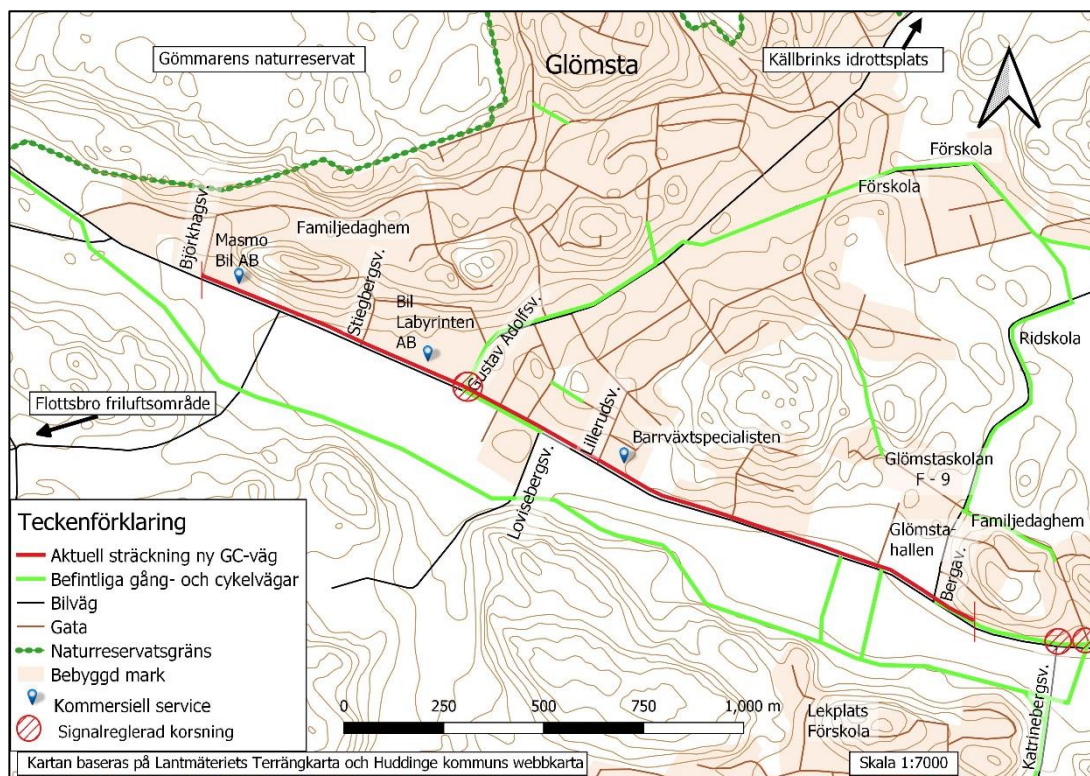 Gömmarens naturreservat
Glömsta
Källbrinks idrottsplats
Förskola
Förskola
Björkhagsv.
Masmo
Bil AB
Familjedaghem
Stiegbergsv.
Bil
Labyrinten
AB
Gustav Adolfsv.
Ridskola
Flottsbro friluftsområde
Lillerudsv.
Barrväxtspecialisten
Lovisebergsv.
Glömstaskolan
F - 9
Glömsta-
hallen
Familjedaghem
Bergav.
Katrinebergsv.
Lekplats
Förskola
Teckenförklaring
Aktuell sträckning ny GC-väg
Befintliga gång- och cykelvägar
Bilväg
Gata
Naturreservatsgräns
Bebyggd mark
Kommersiell service
Signalreglerad korsning
0 250 500 750 1,000 m
Kartan baseras på Lantmäteriets Terrängkarta och Huddinge kommuns webbkarta
Skala 1:7000